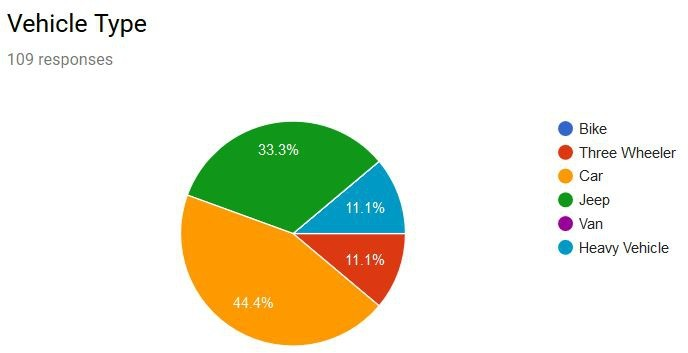 Vehicle Type
109 responses
33.3%
11.1%
11.1%
44.4%
Bike
Three Wheeler
Car
Jeep
Van
Heavy Vehicle